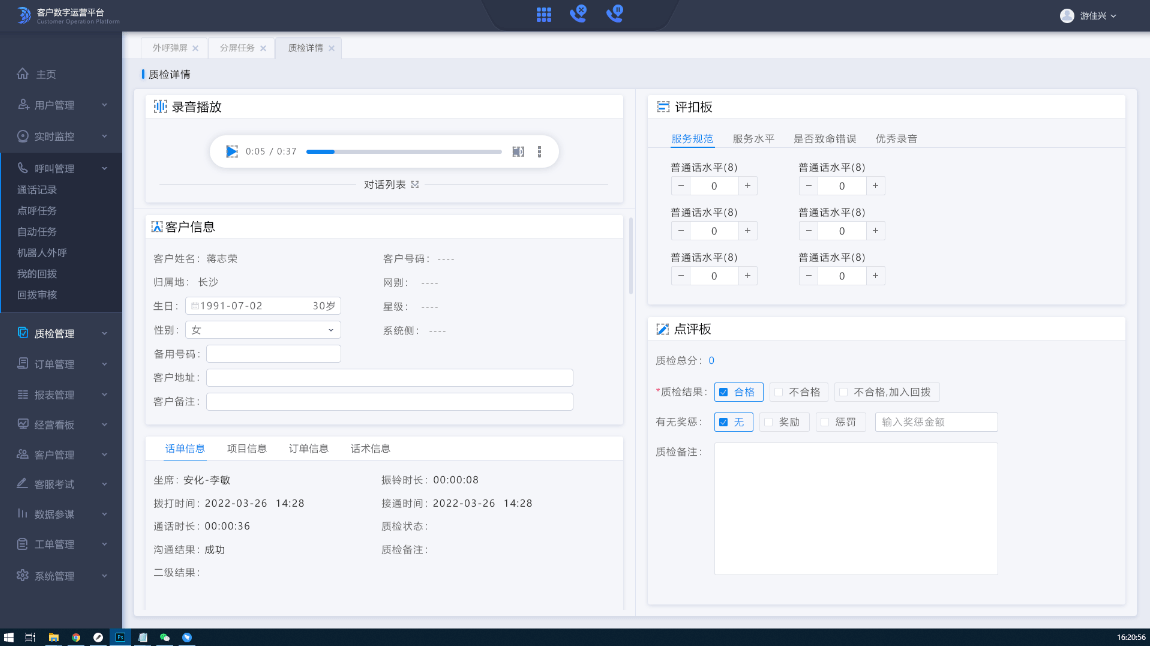 客户数字运营平台
Customer Operation Platform
游佳兴
外呼弹屏
分屏任务
质检详情
主页
用户管理
实时监控
呼叫管理
通话记录
点呼任务
自动任务
机器人外呼
我的回拨
回拨审核
质检管理
订单管理
报表管理
经营看板
客户管理
客服考试
数据参谋
工单管理
系统管理
质检详情
录音播放
0:05 / 0:37
对话列表
客户信息
客户姓名: 蒋志荣
客户号码: ----
归属地: 长沙
网别: ----
生日: 1991-07-02 30岁
星级: ----
性别: 女
系统侧: ----
备用号码:
客户地址:
客户备注:
话单信息 项目信息 订单信息 话术信息
坐席: 安化-李敏
振铃时长: 00:00:08
拨打时间: 2022-03-26 14:28
接通时间: 2022-03-26 14:28
通话时长: 00:00:36
质检状态:
沟通结果: 成功
质检备注:
二级结果:
评扣板
服务规范 服务水平 是否致命错误 优秀录音
普通话水平(8) 普通话水平(8)
− 0 + − 0 +
普通话水平(8) 普通话水平(8)
− 0 + − 0 +
普通话水平(8) 普通话水平(8)
− 0 + − 0 +
点评板
质检总分: 0
*质检结果: 合格 不合格 不合格,加入回拨
有无奖惩: 无 奖励 惩罚 输入奖惩金额
质检备注:
Ps
16:20:56